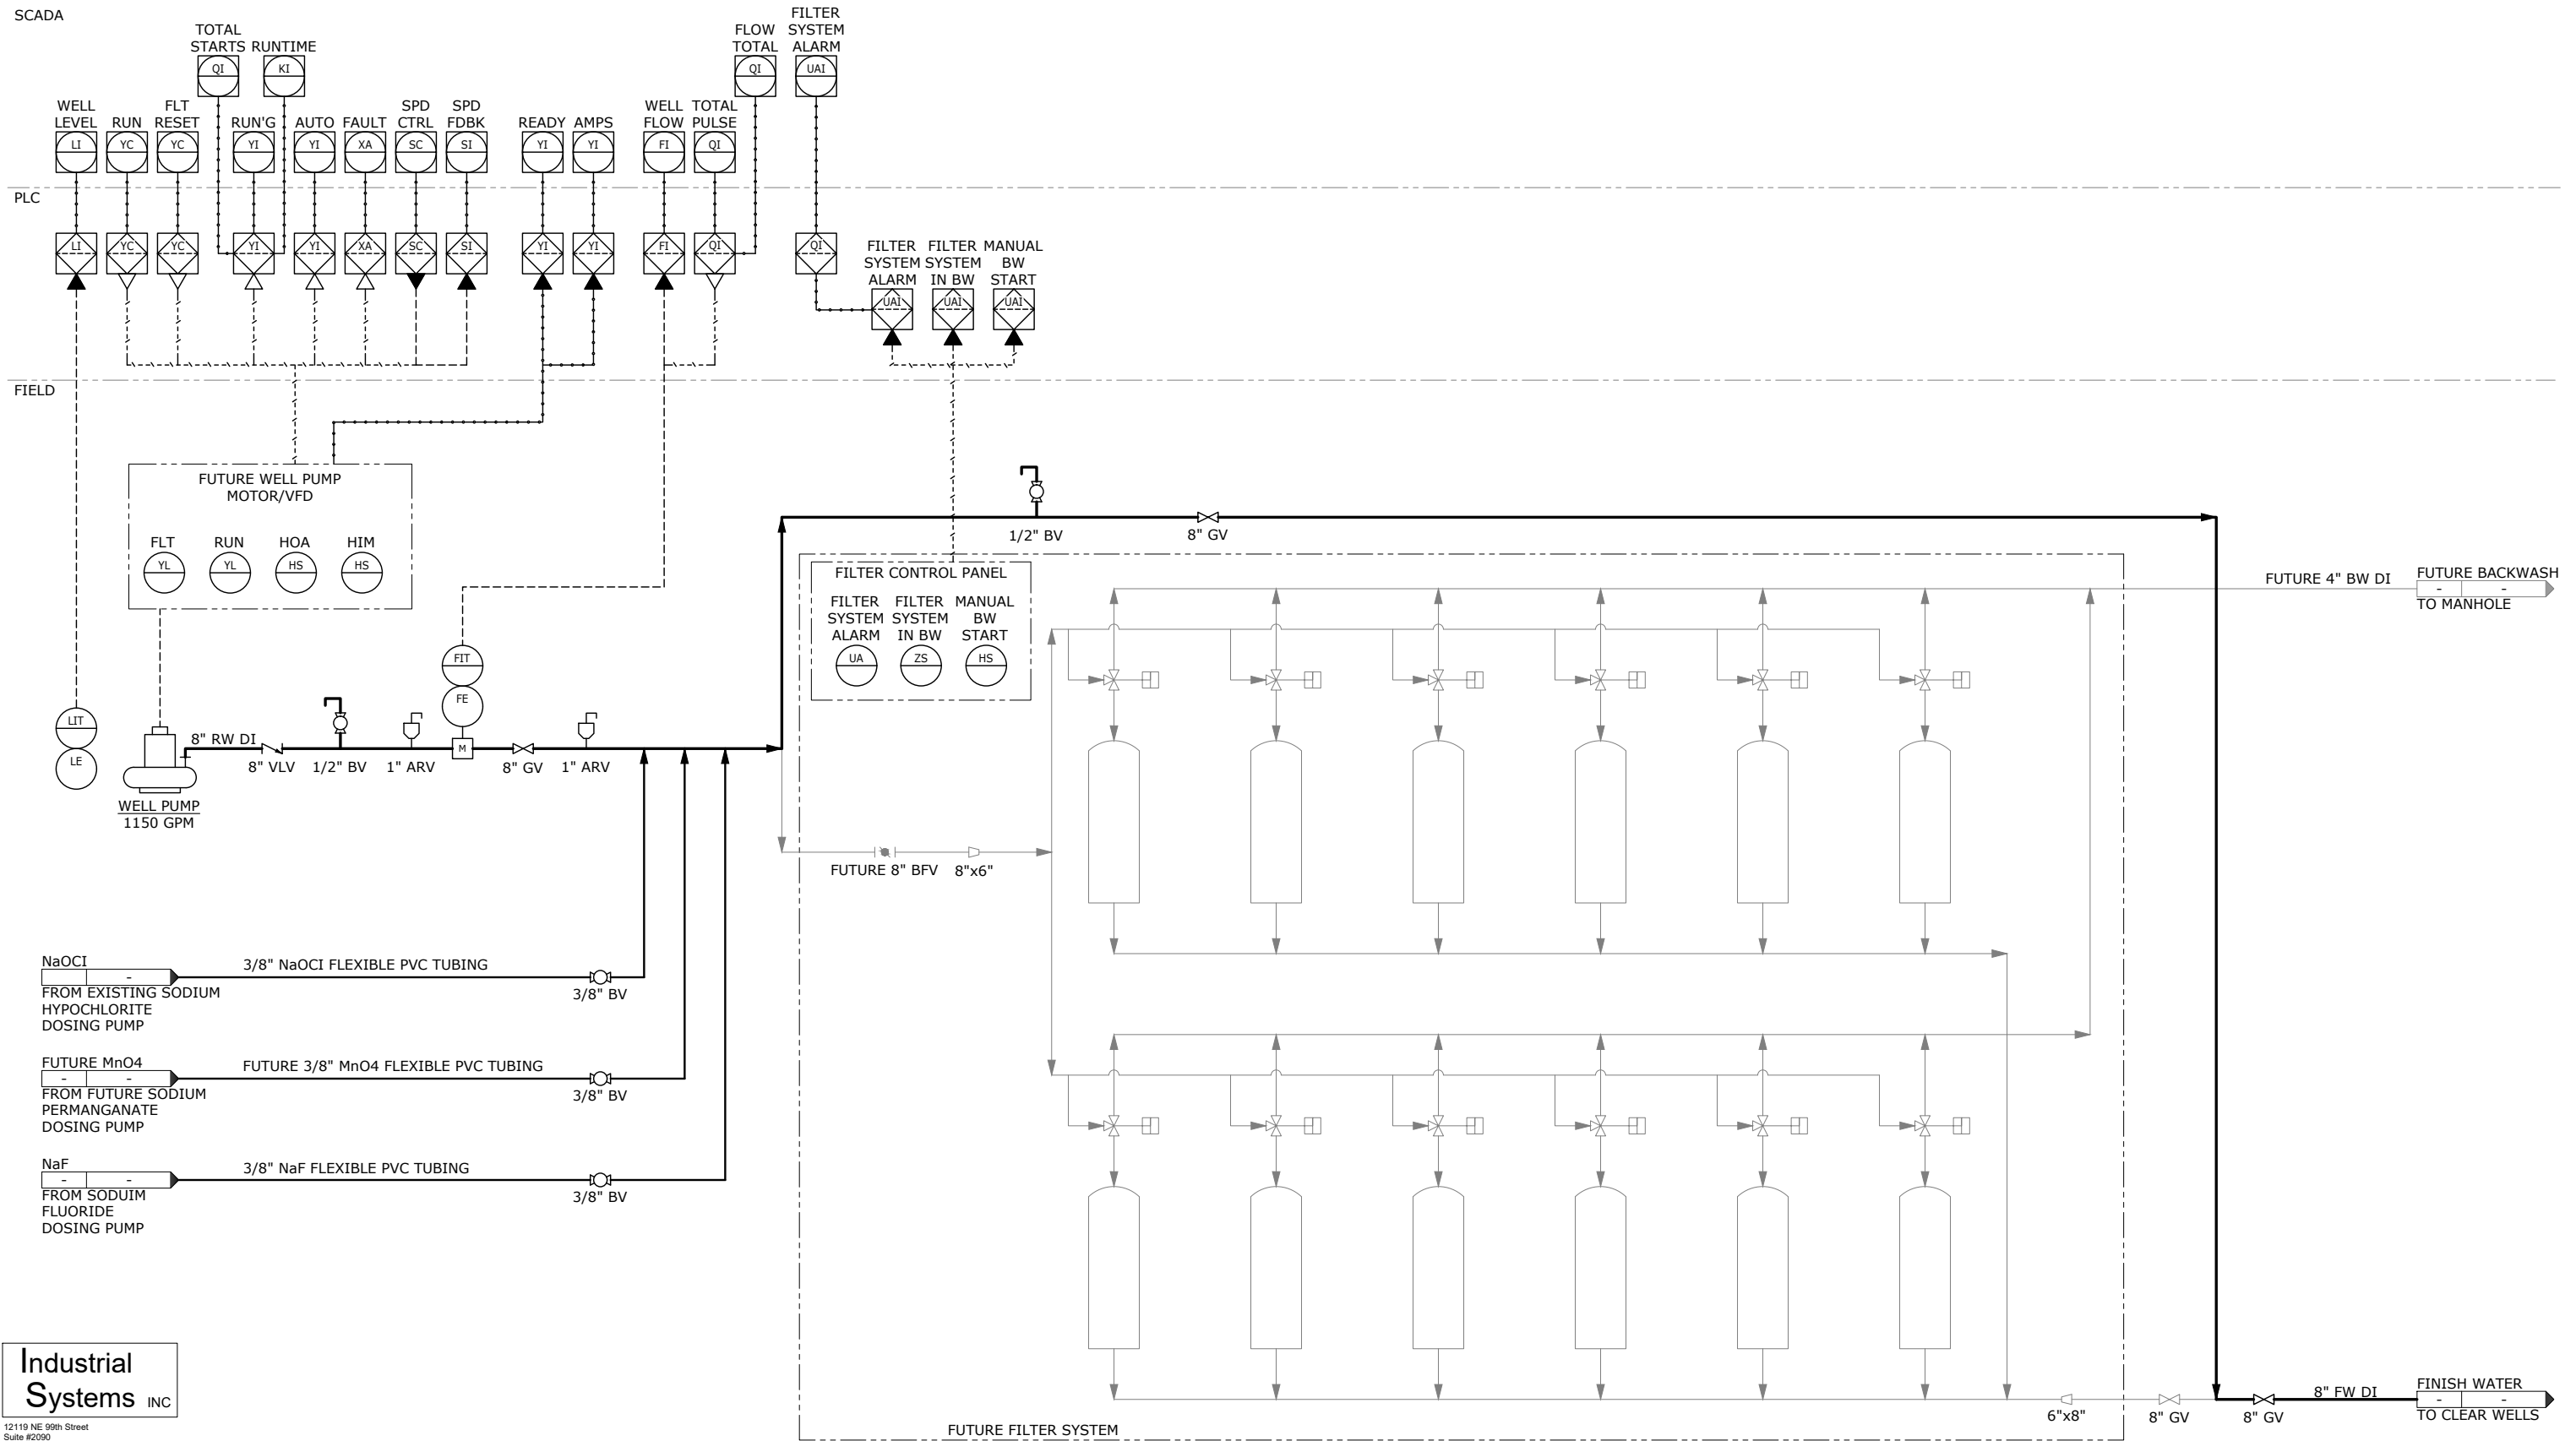 SCADA
TOTAL
STARTS
RUNTIME
FLOW
TOTAL
FILTER
SYSTEM
ALARM
QI
KI
QI
UAI
WELL
LEVEL
RUN
FLT
RESET
RUN'G
AUTO
FAULT
SPD
CTRL
SPD
FDBK
READY
AMPS
WELL
FLOW
TOTAL
PULSE
LI
YC
YC
YI
YI
XA
SC
SI
YI
YI
FI
QI
PLC
LI
YC
YC
YI
YI
XA
SC
SI
YI
YI
FI
QI
QI
FILTER
SYSTEM
ALARM
FILTER
SYSTEM
IN BW
MANUAL
BW
START
UAI
UAI
UAI
FIELD
FUTURE WELL PUMP
MOTOR/VFD
FLT
RUN
HOA
HIM
YL
YL
HS
HS
1/2" BV
8" GV
FILTER CONTROL PANEL
FILTER
SYSTEM
ALARM
FILTER
SYSTEM
IN BW
MANUAL
BW
START
UA
ZS
HS
FUTURE 4" BW DI
FUTURE BACKWASH
-
-
TO MANHOLE
FIT
FE
LIT
LE
8" RW DI
M
8" VLV
1/2" BV
1" ARV
8" GV
1" ARV
WELL PUMP
1150 GPM
FUTURE 8" BFV
8"x6"
NaOCI
-
3/8" NaOCI FLEXIBLE PVC TUBING
3/8" BV
FROM EXISTING SODIUM
HYPOCHLORITE
DOSING PUMP
FUTURE MnO4
-
-
FUTURE 3/8" MnO4 FLEXIBLE PVC TUBING
3/8" BV
FROM FUTURE SODIUM
PERMANGANATE
DOSING PUMP
NaF
-
-
3/8" NaF FLEXIBLE PVC TUBING
3/8" BV
FROM SODUIM
FLUORIDE
DOSING PUMP
Industrial
Systems INC
12119 NE 99th Street
Suite #2090
FUTURE FILTER SYSTEM
6"x8"
8" GV
8" GV
8" FW DI
FINISH WATER
-
-
TO CLEAR WELLS